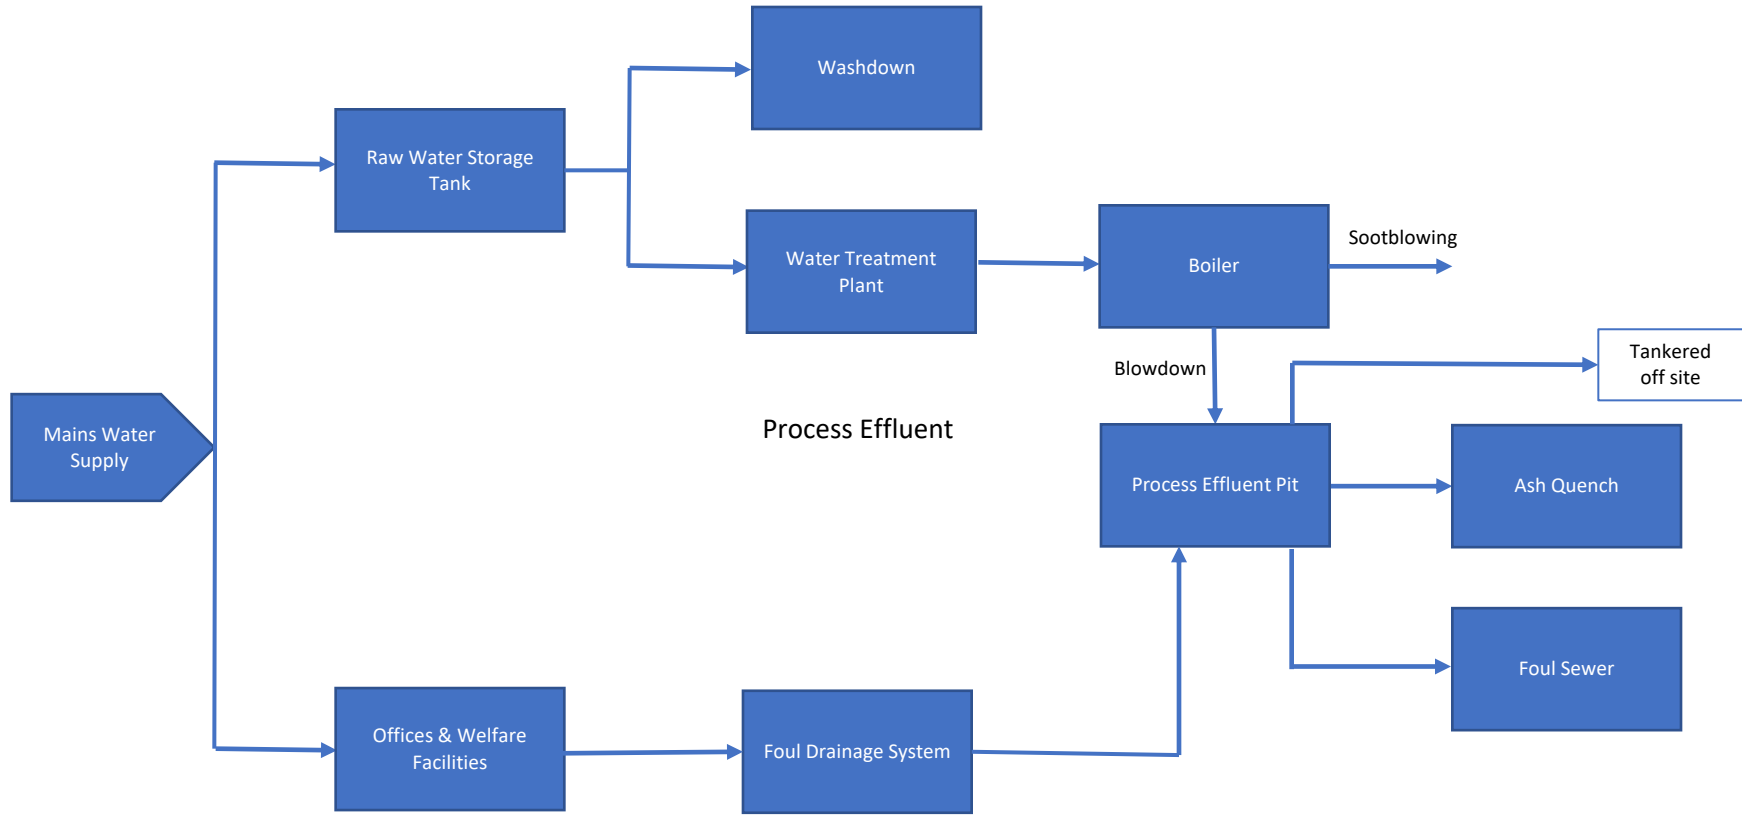 Washdown
Raw Water Storage
Tank
Water Treatment
Plant
Boiler
Sootblowing
Blowdown
Tankered
off site
Mains Water
Supply
Process Effluent
Process Effluent Pit
Ash Quench
Foul Sewer
Offices & Welfare
Facilities
Foul Drainage System